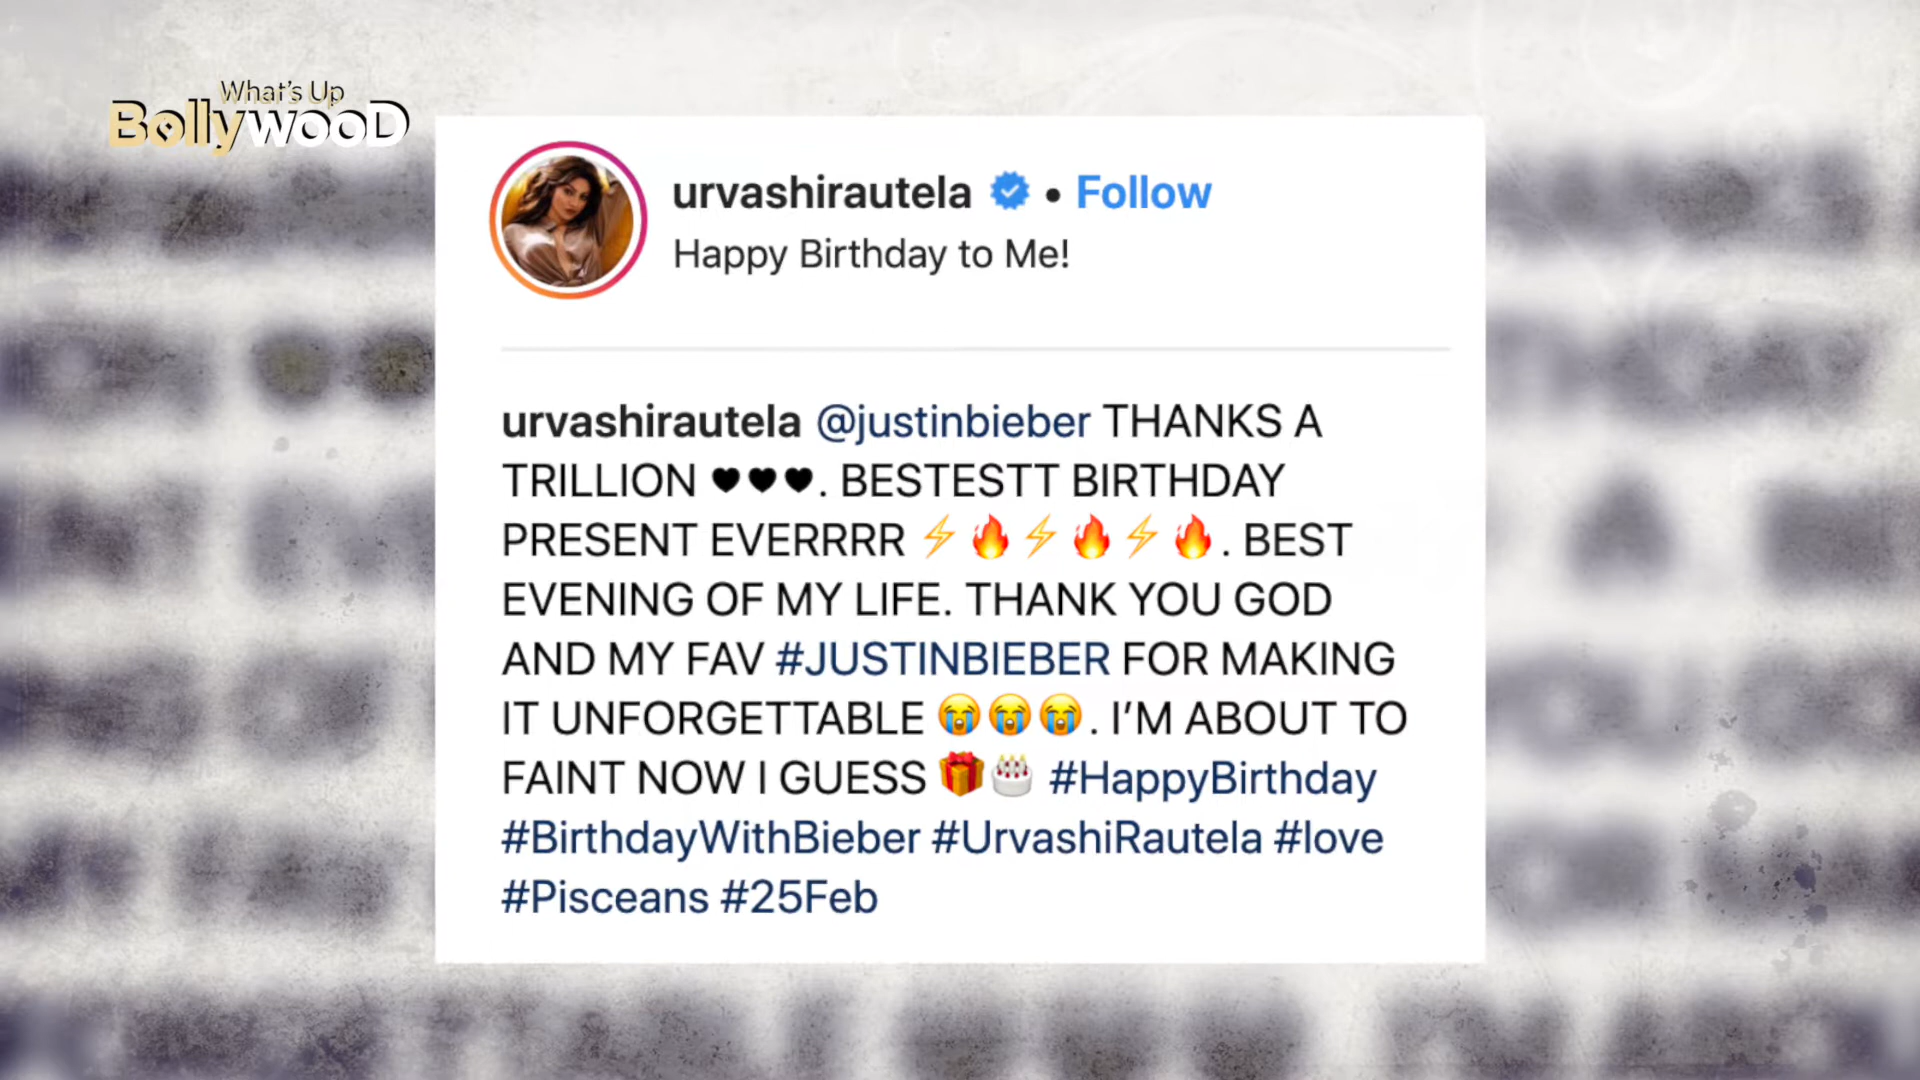 What's Up
BollywooD
urvashirautela • Follow
Happy Birthday to Me!
urvashirautela @justinbieber THANKS A
TRILLION 🖤🖤🖤. BESTESTT BIRTHDAY
PRESENT EVERRRR ⚡🔥⚡🔥⚡🔥. BEST
EVENING OF MY LIFE. THANK YOU GOD
AND MY FAV #JUSTINBIEBER FOR MAKING
IT UNFORGETTABLE 😭😭😭. I'M ABOUT TO
FAINT NOW I GUESS 🎁🎂 #HappyBirthday
#BirthdayWithBieber #UrvashiRautela #love
#Pisceans #25Feb